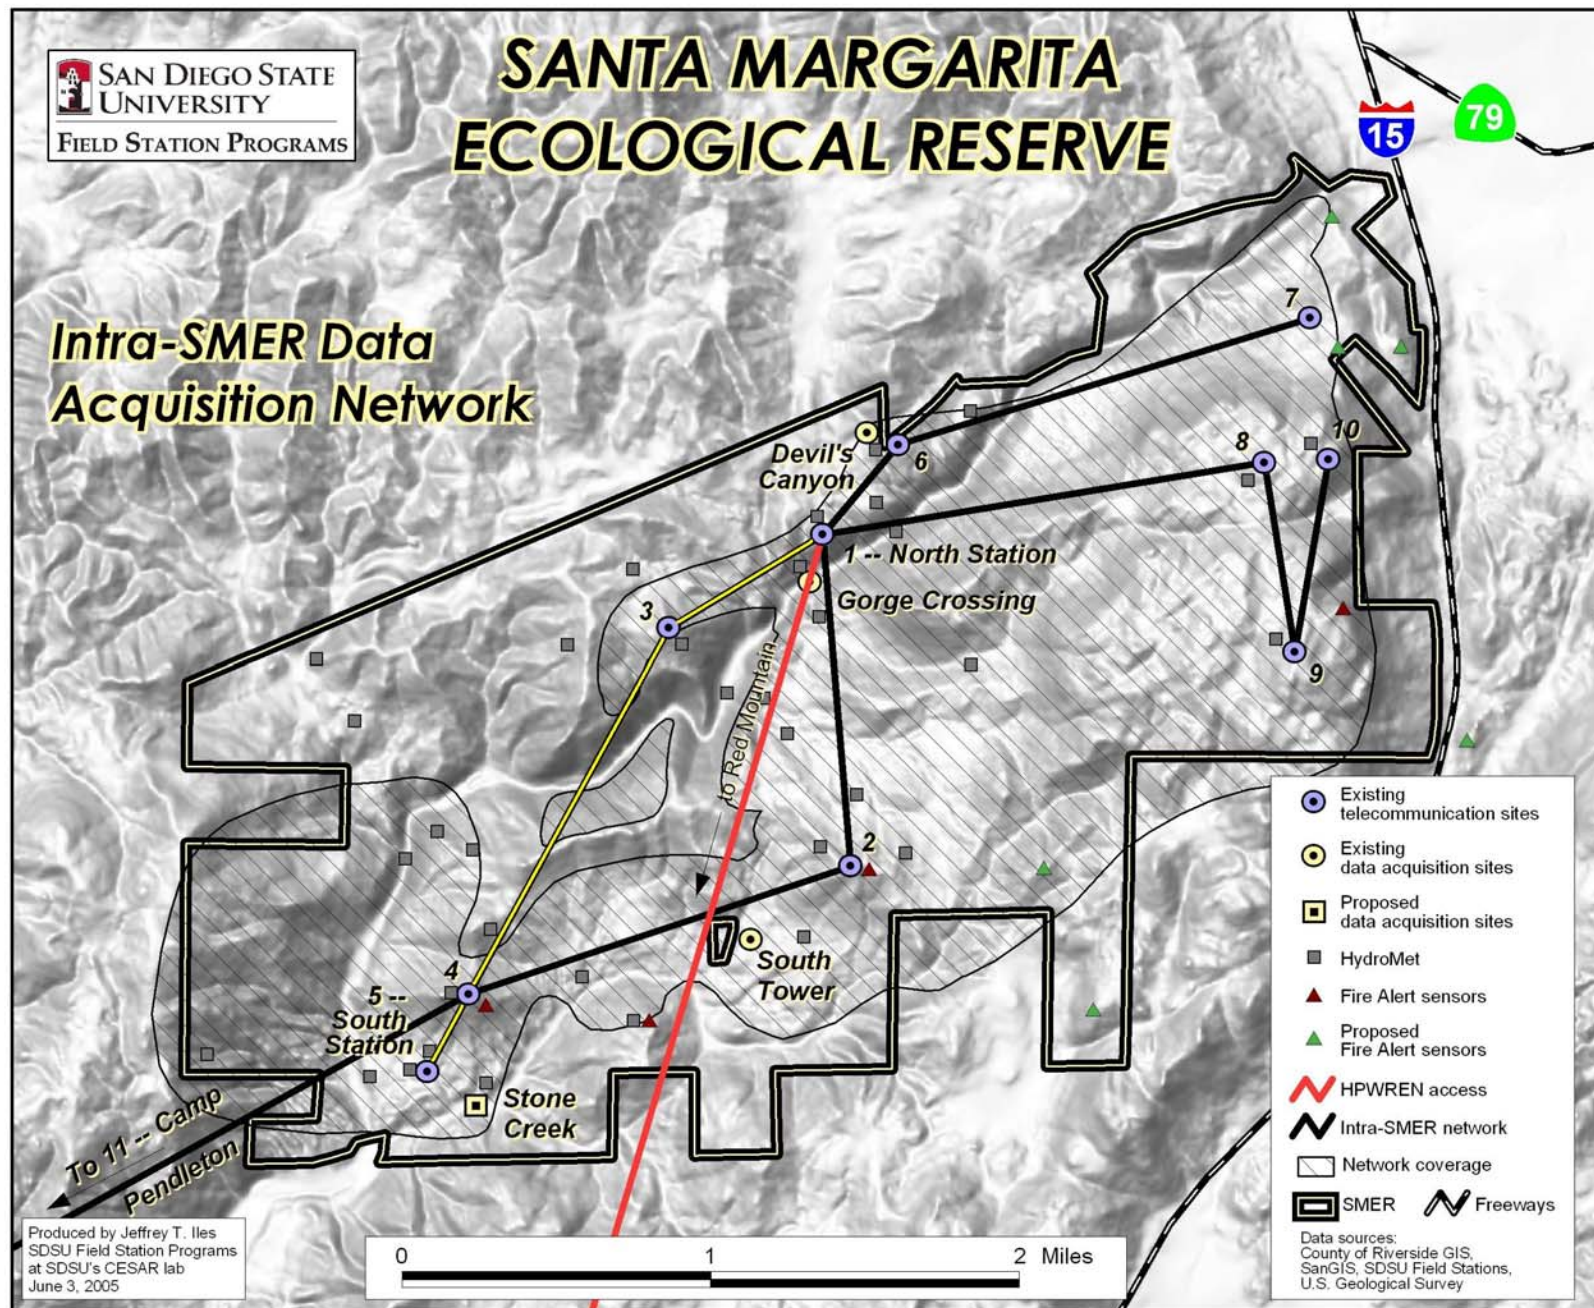 SAN DIEGO STATE
UNIVERSITY
FIELD STATION PROGRAMS
SANTA MARGARITA
ECOLOGICAL RESERVE
15
79
Intra-SMER Data
Acquisition Network
7
8
10
Devil's
Canyon
6
1 -- North Station
Gorge Crossing
3
9
to Red Mountain
2
South
Tower
4
5 --
South
Station
Stone
Creek
To 11 -- Camp
Pendleton
Existing
telecommunication sites
Existing
data acquisition sites
Proposed
data acquisition sites
HydroMet
Fire Alert sensors
Proposed
Fire Alert sensors
HPWREN access
Intra-SMER network
Network coverage
SMER Freeways
Data sources:
County of Riverside GIS,
SanGIS, SDSU Field Stations,
U.S. Geological Survey
Produced by Jeffrey T. Iles
SDSU Field Station Programs
at SDSU's CESAR lab
June 3, 2005
0 1 2 Miles